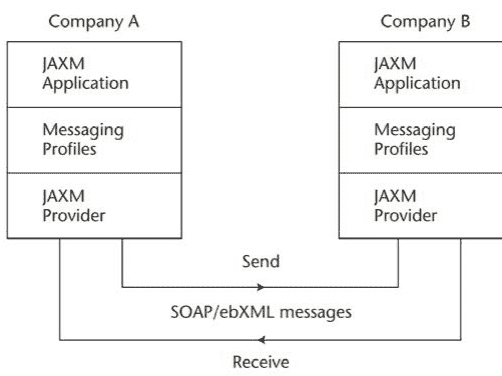 Company A
JAXM
Application
Messaging
Profiles
JAXM
Provider
Company B
JAXM
Application
Messaging
Profiles
JAXM
Provider
Send
SOAP/ebXML messages
Receive